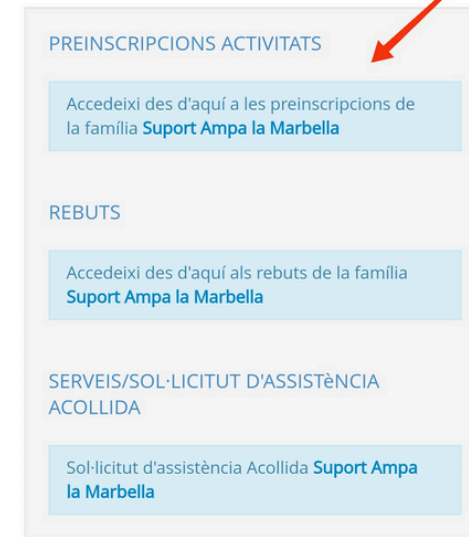 PREINSCRIPCIONS ACTIVITATS
Accedeixi des d'aquí a les preinscripcions de
la família Suport Ampa la Marbella
REBUTS
Accedeixi des d'aquí als rebuts de la família
Suport Ampa la Marbella
SERVEIS/SOL·LICITUT D'ASSISTèNCIA
ACOLLIDA
Sol·licitut d'assistència Acollida Suport Ampa
la Marbella